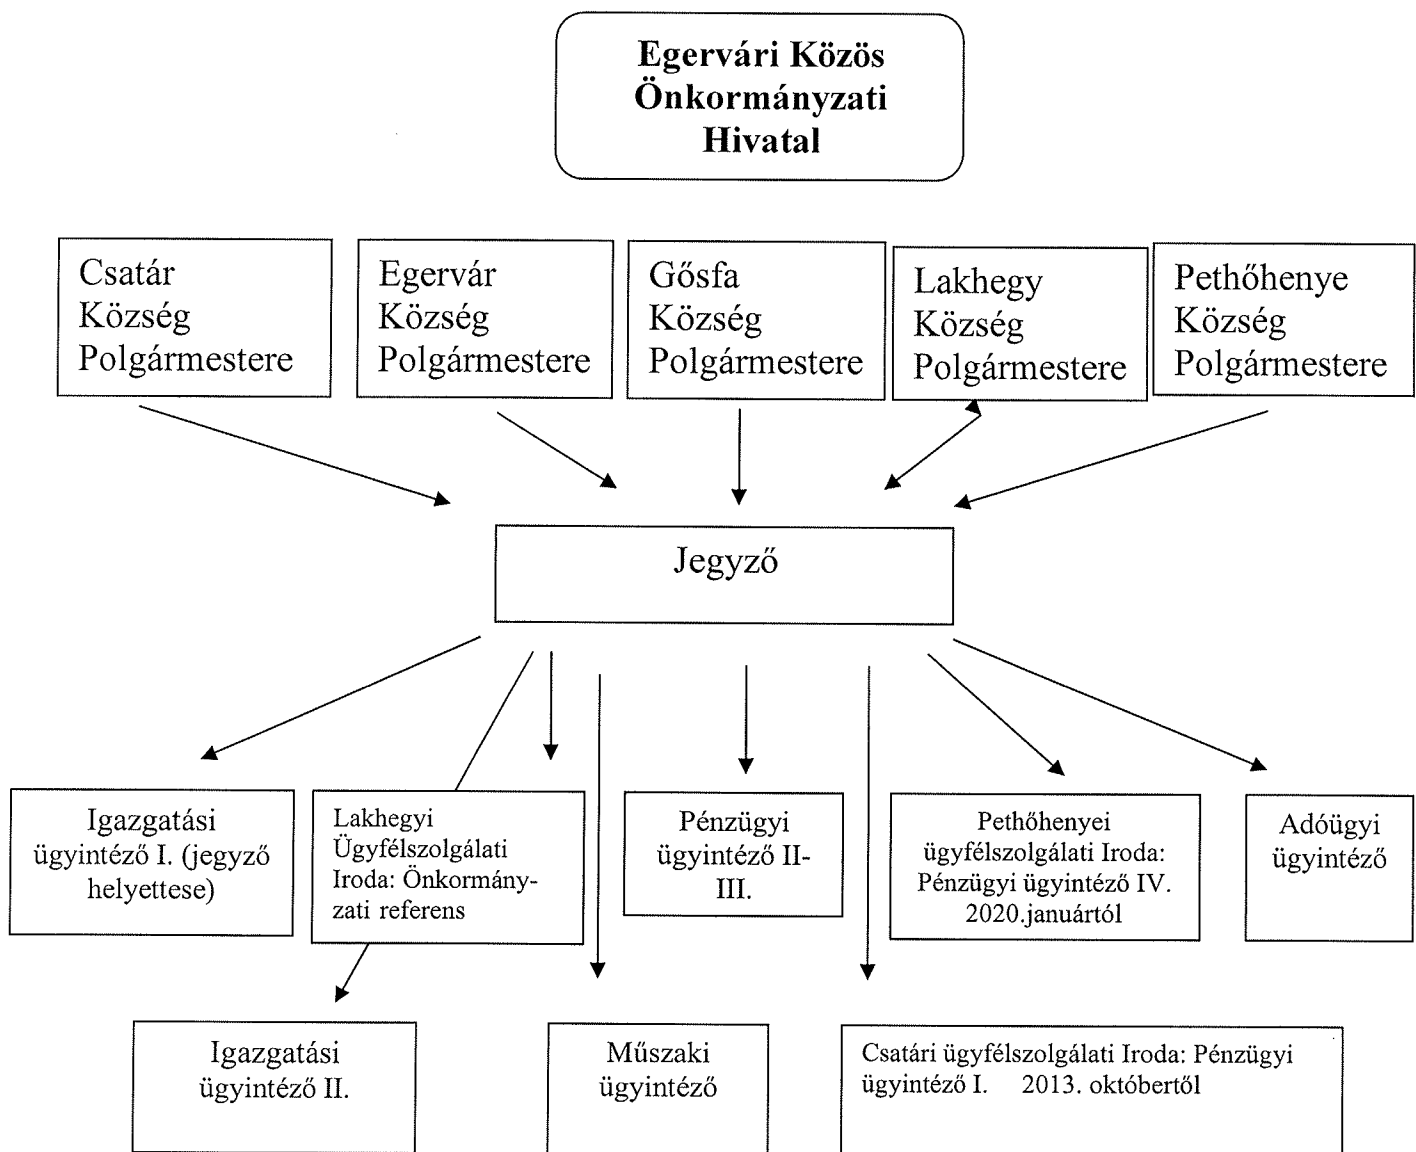 Egervári Közös
Önkormányzati
Hivatal
Csatár
Község
Polgármestere
Egervár
Község
Polgármestere
Gősfa
Község
Polgármestere
Lakhegy
Község
Polgármestere
Pethőhenye
Község
Polgármestere
Jegyző
Igazgatási
ügyintéző I. (jegyző
helyettese)
Lakhegyi
Ügyfélszolgálati
Iroda: Önkormány-
zati referens
Pénzügyi
ügyintéző II-
III.
Pethőhenyei
ügyfélszolgálati Iroda:
Pénzügyi ügyintéző IV.
2020.januártól
Adóügyi
ügyintéző
Igazgatási
ügyintéző II.
Műszaki
ügyintéző
Csatári ügyfélszolgálati Iroda: Pénzügyi
ügyintéző I. 2013. októbertől